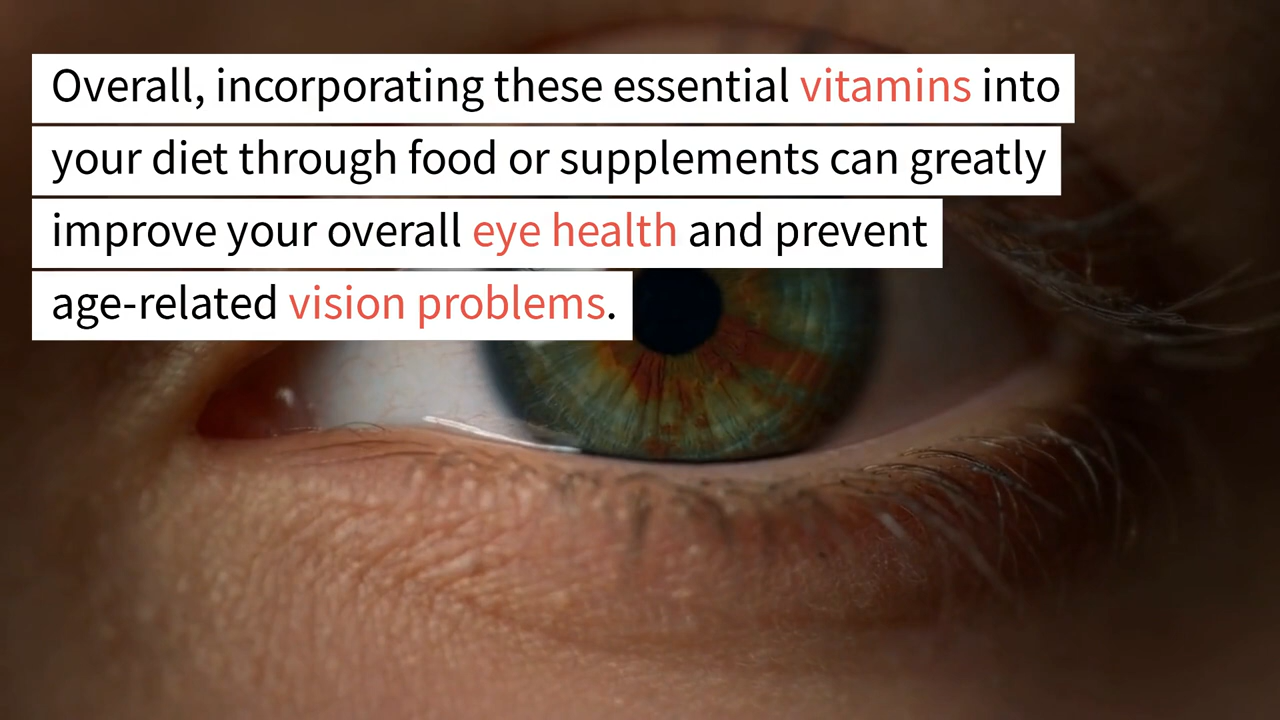 Overall, incorporating these essential vitamins into
your diet through food or supplements can greatly
improve your overall eye health and prevent
age-related vision problems.